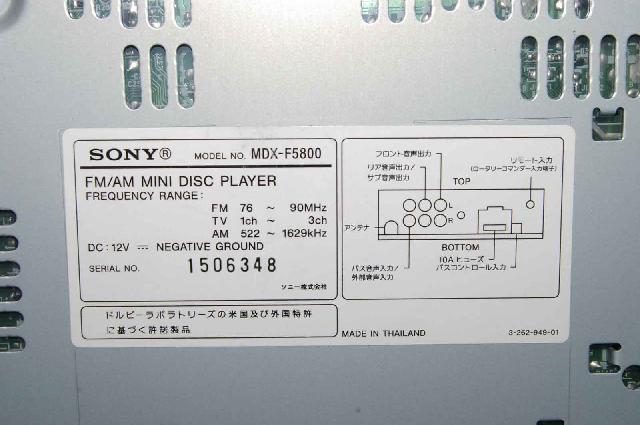 SONY® MODEL NO. MDX-F5800
FM/AM MINI DISC PLAYER
FREQUENCY RANGE:
FM 76 ~ 90MHz
TV 1ch ~ 3ch
AM 522 ~ 1629kHz
DC: 12V ⎓ NEGATIVE GROUND
SERIAL NO. 1506348
ソニー株式会社
ドルビーラボラトリーズの米国及び外国特許
に基づく許諾製品
フロント音声出力
リア音声出力/
サブ音声出力
リモート入力
(ロータリーコマンダー入力端子)
TOP
L
R
アンテナ
BOTTOM
バス音声入力/
外部音声入力
10Aヒューズ
バスコントロール入力
MADE IN THAILAND
3-252-949-01